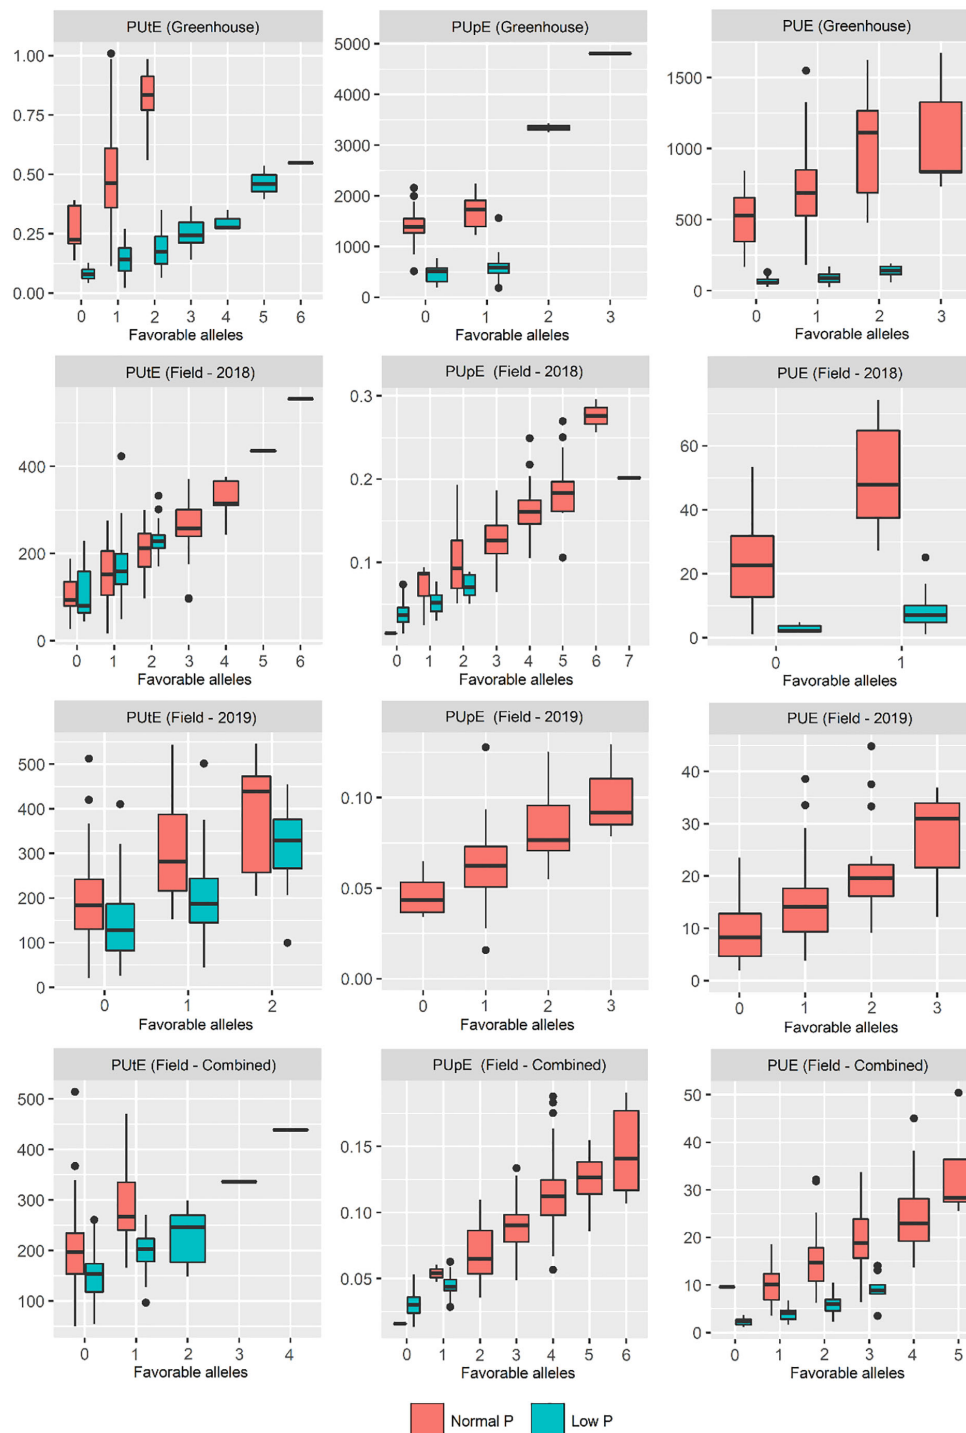 PUtE (Greenhouse)
1.00
0.75
0.50
0.25
0.00
0 1 2 3 4 5 6
Favorable alleles
PUpE (Greenhouse)
5000
4000
3000
2000
1000
0
0 1 2 3
Favorable alleles
PUE (Greenhouse)
1500
1000
500
0
0 1 2 3
Favorable alleles
PUtE (Field - 2018)
400
200
0
0 1 2 3 4 5 6
Favorable alleles
PUpE (Field - 2018)
0.3
0.2
0.1
0 1 2 3 4 5 6 7
Favorable alleles
PUE (Field - 2018)
60
40
20
0
0 1
Favorable alleles
PUtE (Field - 2019)
500
400
300
200
100
0
0 1 2
Favorable alleles
PUpE (Field - 2019)
0.10
0.05
0.00
0 1 2 3
Favorable alleles
PUE (Field - 2019)
40
30
20
10
0
0 1 2 3
Favorable alleles
PUtE (Field - Combined)
500
400
300
200
100
0 1 2 3 4
Favorable alleles
PUpE (Field - Combined)
0.15
0.10
0.05
0 1 2 3 4 5 6
Favorable alleles
PUE (Field - Combined)
50
40
30
20
10
0
0 1 2 3 4 5
Favorable alleles
Normal P Low P